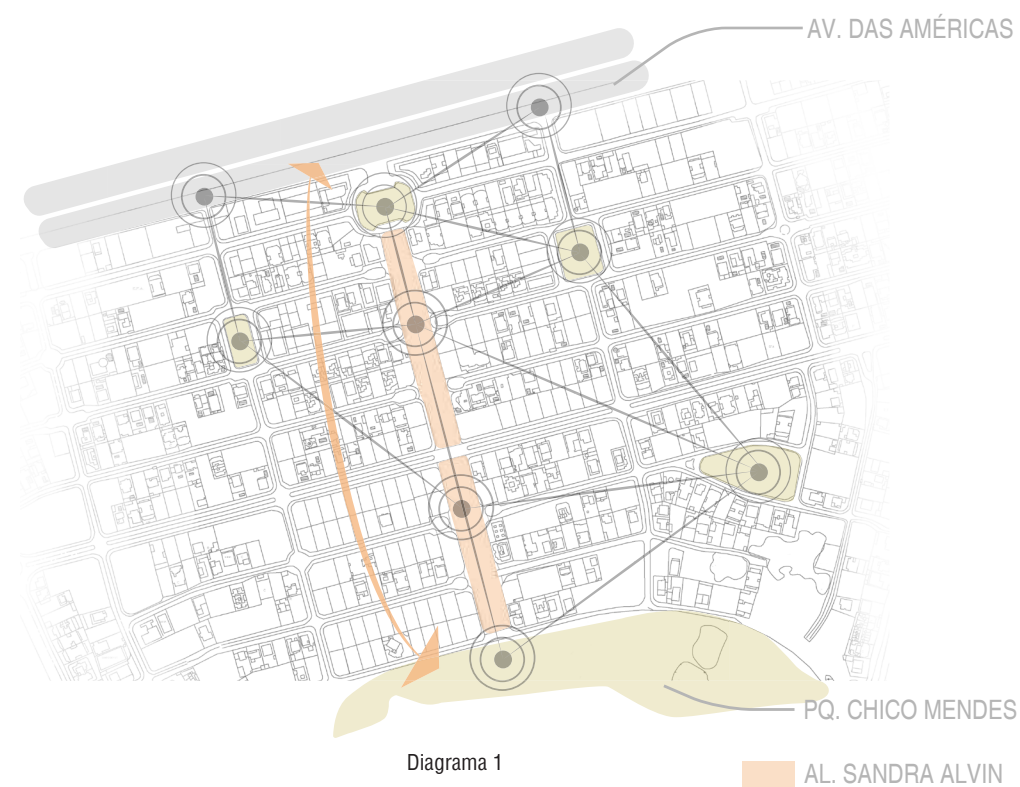 AV. DAS AMÉRICAS
PQ. CHICO MENDES
Diagrama 1
AL. SANDRA ALVIN